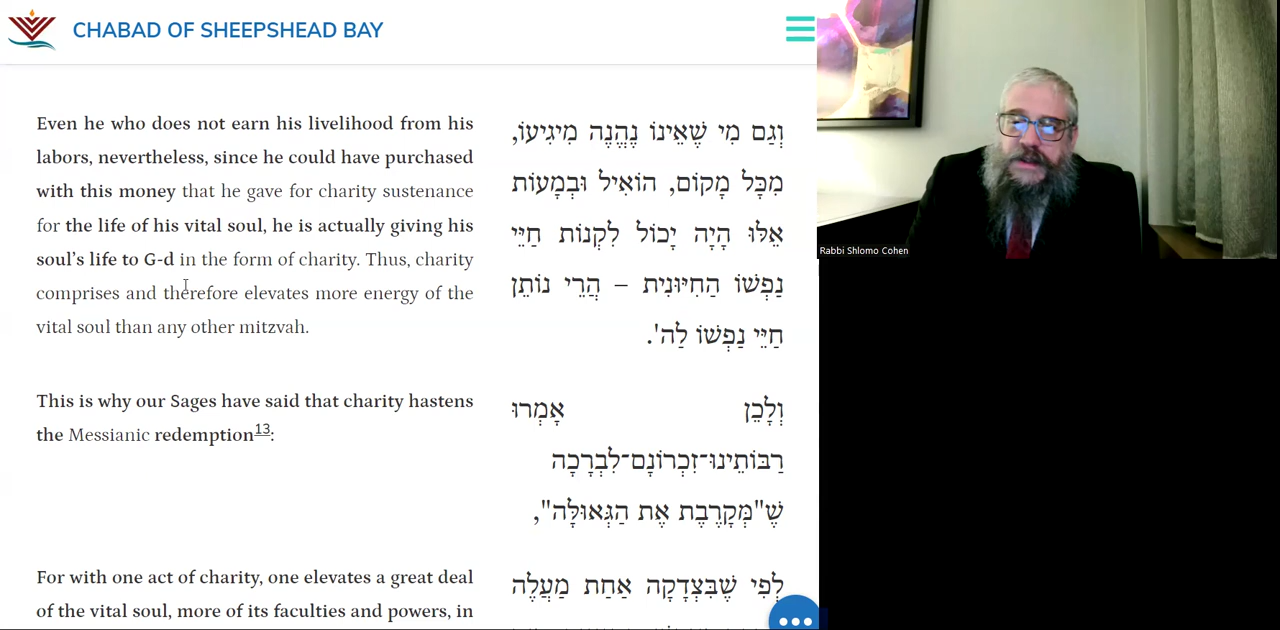 CHABAD OF SHEEPSHEAD BAY
Even he who does not earn his livelihood from his
labors, nevertheless, since he could have purchased
with this money that he gave for charity sustenance
for the life of his vital soul, he is actually giving his
soul’s life to G-d in the form of charity. Thus, charity
comprises and therefore elevates more energy of the
vital soul than any other mitzvah.
וְגַם מִי שֶׁאֵינוֹ נֶהֱנֶה מִיגִיעוֹ,
מִכָּל מָקוֹם, הוֹאִיל וּבְמָעוֹת
אֵלּוּ הָיָה יָכוֹל לִקְנוֹת חַיֵּי
נַפְשׁוֹ הַחִיּוּנִית – הֲרֵי נוֹתֵן
חַיֵּי נַפְשׁוֹ לַה'.
This is why our Sages have said that charity hastens
the Messianic redemption13:
וְלָכֵן אָמְרוּ
רַבּוֹתֵינוּ־זִכְרוֹנָם־לִבְרָכָה
שֶׁ"מְּקָרֶבֶת אֶת הַגְּאוּלָּה",
For with one act of charity, one elevates a great deal
of the vital soul, more of its faculties and powers, in
לְפִי שֶׁבִּצְדָקָה אַחַת מַעֲלֶה
Rabbi Shlomo Cohen